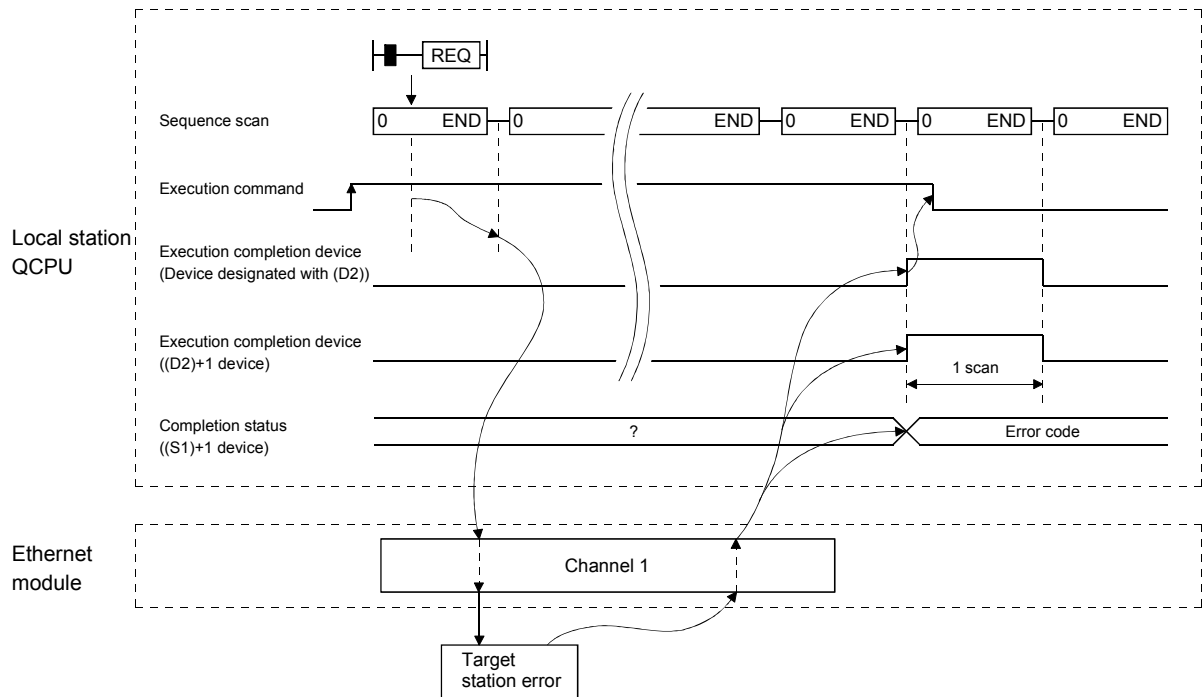 REQ
Sequence scan
0 END 0 END 0 END 0 END 0 END
Execution command
Local station
QCPU
Execution completion device
(Device designated with (D2))
Execution completion device
((D2)+1 device)
1 scan
Completion status
((S1)+1 device)
?
Error code
Ethernet
module
Channel 1
Target
station error